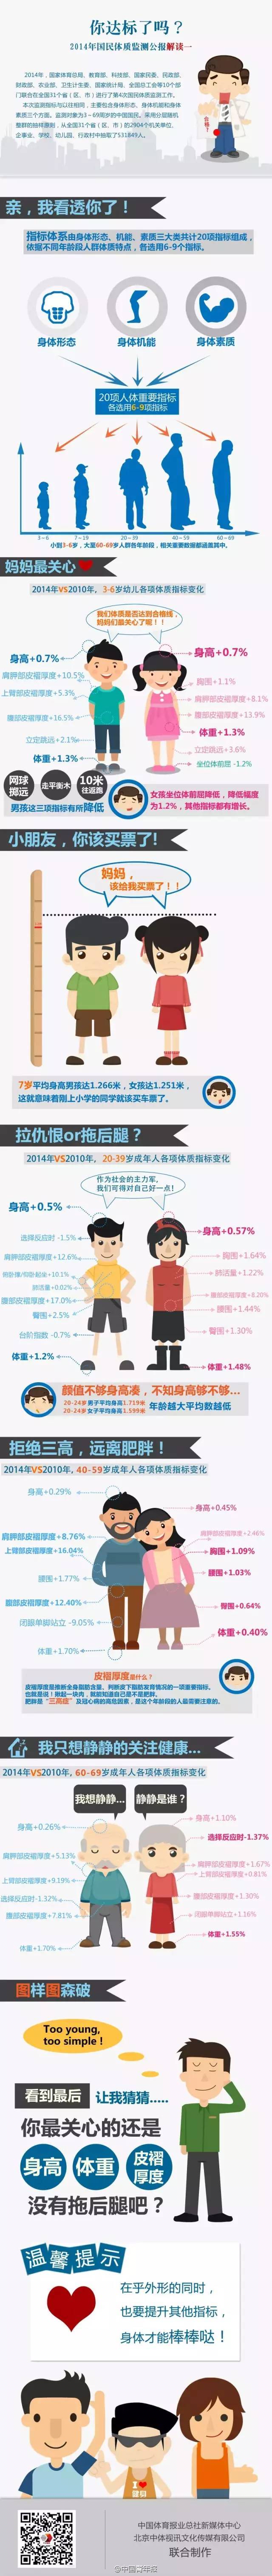 你达标了吗？
2014年国民体质监测公报解读一
2014年，国家体育总局、教育部、科技部、国家民委、民政部、
财政部、农业部、卫生计生委、国家统计局、全国总工会等10个部
门联合在全国31个省（区、市）进行了第4次国民体质监测工作。
本次监测指标与以往相同，主要包含身体形态、身体机能和身体
素质三个方面。监测对象为3～69周岁的中国国民。采用分层随机
整群的抽样原则，从全国31个省（区、市）的2904个机关单位、
企事业、学校、幼儿园、行政村中抽取了531849人。
亲，我看透你了！
指标体系由身体形态、机能、素质三大类共计20项指标组成，
依据不同年龄段人群体质特点，各选用6-9个指标。
身体形态
身体机能
身体素质
20项人体重要指标
各选用6-9项指标
3～6
7～19
20～39
40～59
60～69
小到3-6岁，大至60-69岁人群各年龄段，相关重要数据都涵盖其中。
妈妈最关心
2014年VS2010年，3-6岁幼儿各项体质指标变化
我们体质是否达到合格线，
妈妈们最关心了呢！！
身高+0.7%
肩胛部皮褶厚度+10.5%
上臂部皮褶厚度+5.3%
腹部皮褶厚度+16.5%
立定跳远+2.1%
体重+1.3%
身高+0.7%
胸围+1.1%
肩胛部皮褶厚度+8.1%
腹部皮褶厚度+13.9%
体重+1.3%
立定跳远+3.6%
坐位体前屈 -1.2%
网球
掷远
走平衡木
10米
往返跑
男孩这三项指标有所降低
女孩坐位体前屈降低，降低幅度
为1.2%，其他指标都有增长。
小朋友，你该买票了！
妈妈，
该给我买票了！！
7岁平均身高男孩达1.266米，女孩达1.251米，
这就意味着刚上小学的同学就该买车票了。
拉仇恨or拖后腿？
2014年VS2010年，20-39岁成年人各项体质指标变化
作为社会的主力军，
我们可得对自己好一点！
身高+0.5%
选择反应时 -1.5%
肩胛部皮褶厚度+12.6%
俯卧撑/仰卧起坐+10.1%
肺活量+0.02%
腹部皮褶厚度+17.0%
臀围+2.5%
台阶指数 -0.7%
体重+1.2%
身高+0.57%
胸围+1.64%
肺活量+1.22%
腹部皮褶厚度+8.20%
腰围+1.44%
臀围+1.30%
体重+1.48%
颜值不够身高凑，不知身高够不够...
20-24岁男子平均身高1.719米
20-24岁女子平均身高1.599米
年龄越大平均数越低
拒绝三高，远离肥胖！
2014年VS2010年，40-59岁成年人各项体质指标变化
身高+0.29%
肩胛部皮褶厚度+8.76%
上臂部皮褶厚度+16.04%
腰围+1.77%
腹部皮褶厚度+12.40%
闭眼单脚站立 -9.05%
体重+1.70%
身高+0.45%
肩胛部皮褶厚度+2.46%
胸围+1.09%
腰围+1.03%
臀围+0.64%
体重+0.40%
皮褶厚度是什么？
皮褶厚度是推断全身脂肪含量、判断皮下脂肪发育情况的一项重要指标。
也就是说！揪起一块肉，就能知道自己是不是肥胖。
肥胖是“三高症”及冠心病的高危因素，是这个年龄段的人最需要注意的。
我只想静静的关注健康...
2014年VS2010年，60-69岁成年人各项体质指标变化
我想静静...
静静是谁？
身高+0.26%
肩胛部皮褶厚度+5.13%
上臂部皮褶厚度+9.19%
选择反应时-1.32%
腹部皮褶厚度+7.81%
体重+1.70%
身高+1.10%
选择反应时-1.37%
肩胛部皮褶厚度+1.67%
上臂部皮褶厚度+0.81%
腹部皮褶厚度+1.30%
闭眼单脚站立+1.16%
体重+1.55%
图样图森破
Too young,
too simple！
看到最后
让我猜猜.....
你最关心的还是
身高
体重
皮褶
厚度
没有拖后腿吧？
温馨提示
在乎外形的同时，
也要提升其他指标，
身体才能棒棒哒！
中国体育报业总社新媒体中心
北京中体视讯文化传媒有限公司
联合制作
@中国青年报